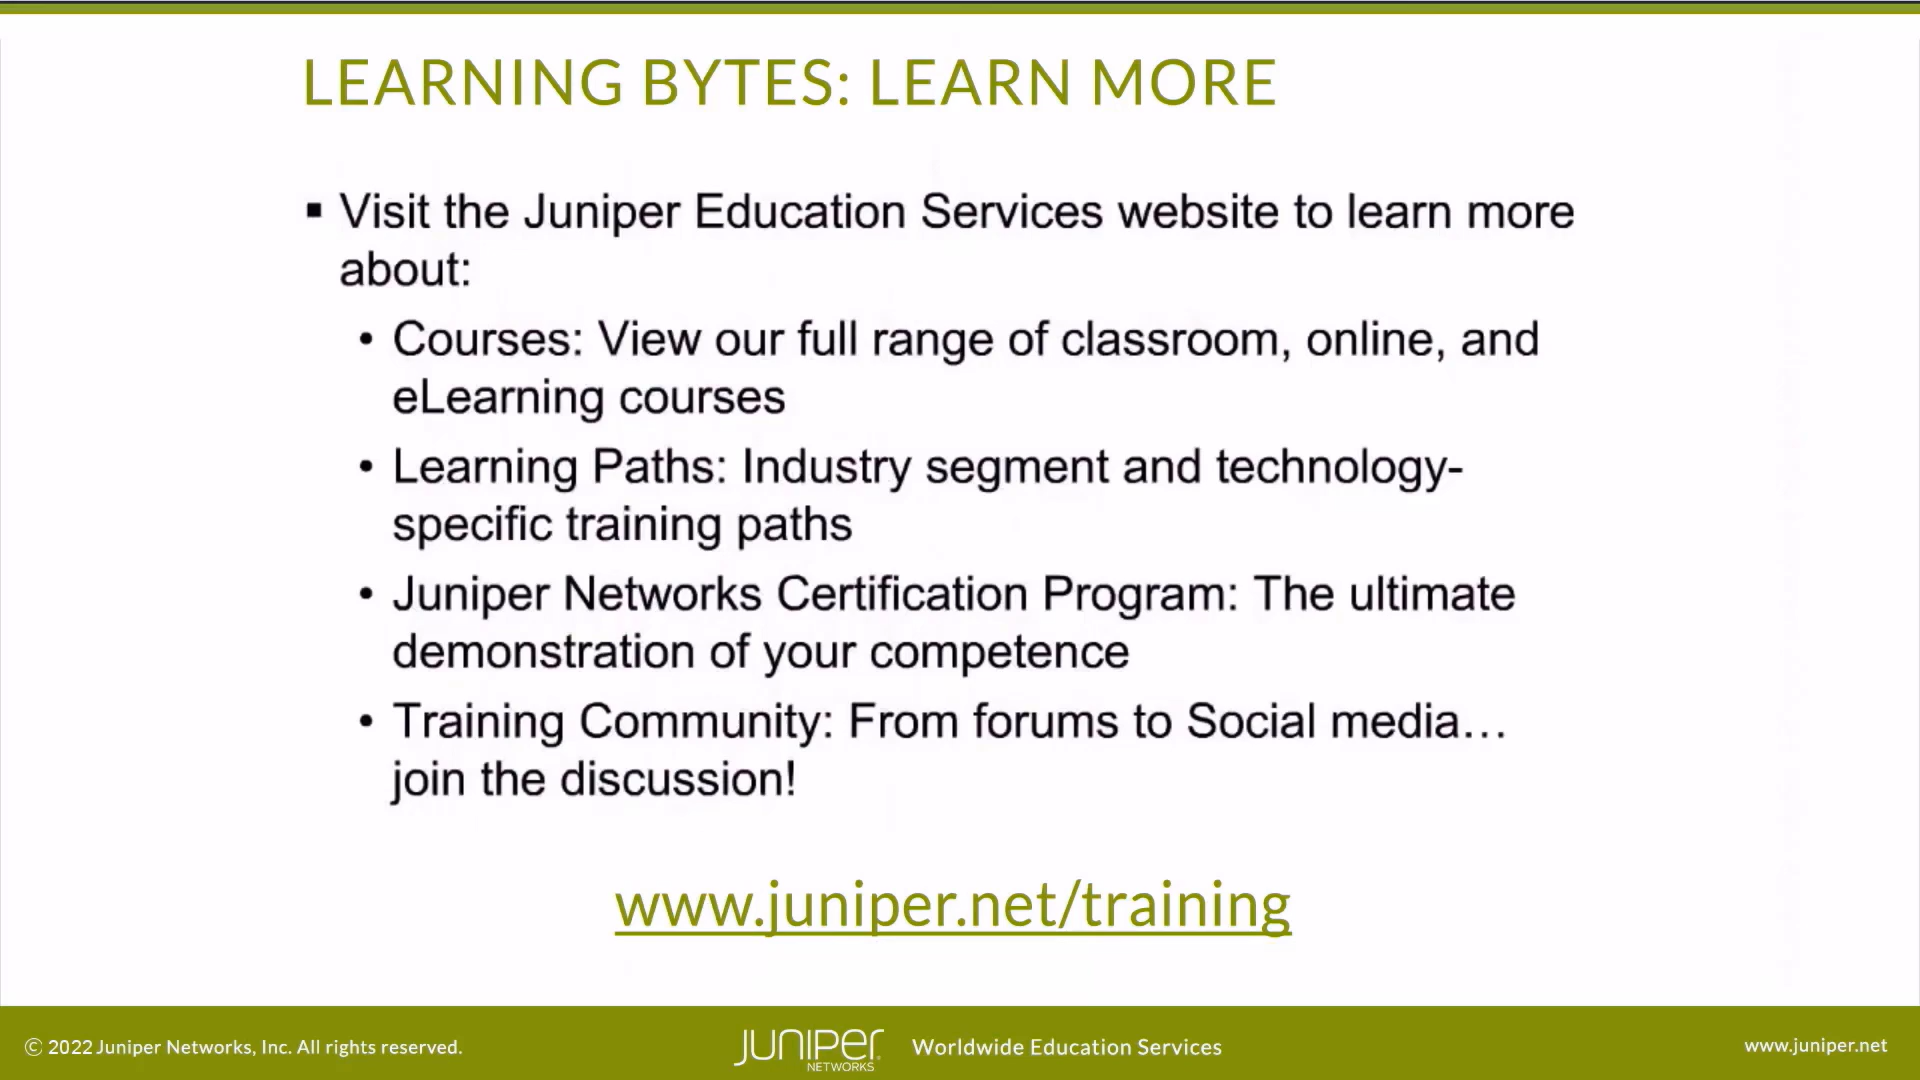 LEARNING BYTES: LEARN MORE
▪ Visit the Juniper Education Services website to learn more
about:
• Courses: View our full range of classroom, online, and
eLearning courses
• Learning Paths: Industry segment and technology-
specific training paths
• Juniper Networks Certification Program: The ultimate
demonstration of your competence
• Training Community: From forums to Social media…
join the discussion!
www.juniper.net/training
© 2022 Juniper Networks, Inc. All rights reserved.
JUNIPER
NETWORKS
Worldwide Education Services
www.juniper.net